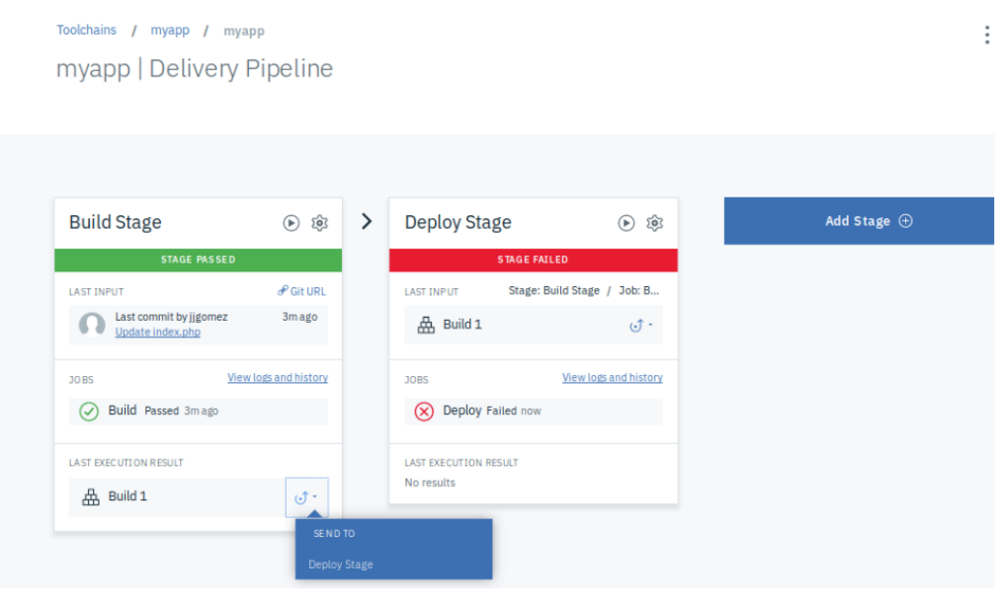 Toolchains / myapp / myapp
myapp | Delivery Pipeline
Build Stage
STAGE PASSED
LAST INPUT Git URL
Last commit by jjgomez 3m ago
Update index.php
JOBS View logs and history
Build Passed 3m ago
LAST EXECUTION RESULT
Build 1
SEND TO
Deploy Stage
Deploy Stage
STAGE FAILED
LAST INPUT Stage: Build Stage / Job: B...
Build 1
JOBS View logs and history
Deploy Failed now
LAST EXECUTION RESULT
No results
Add Stage